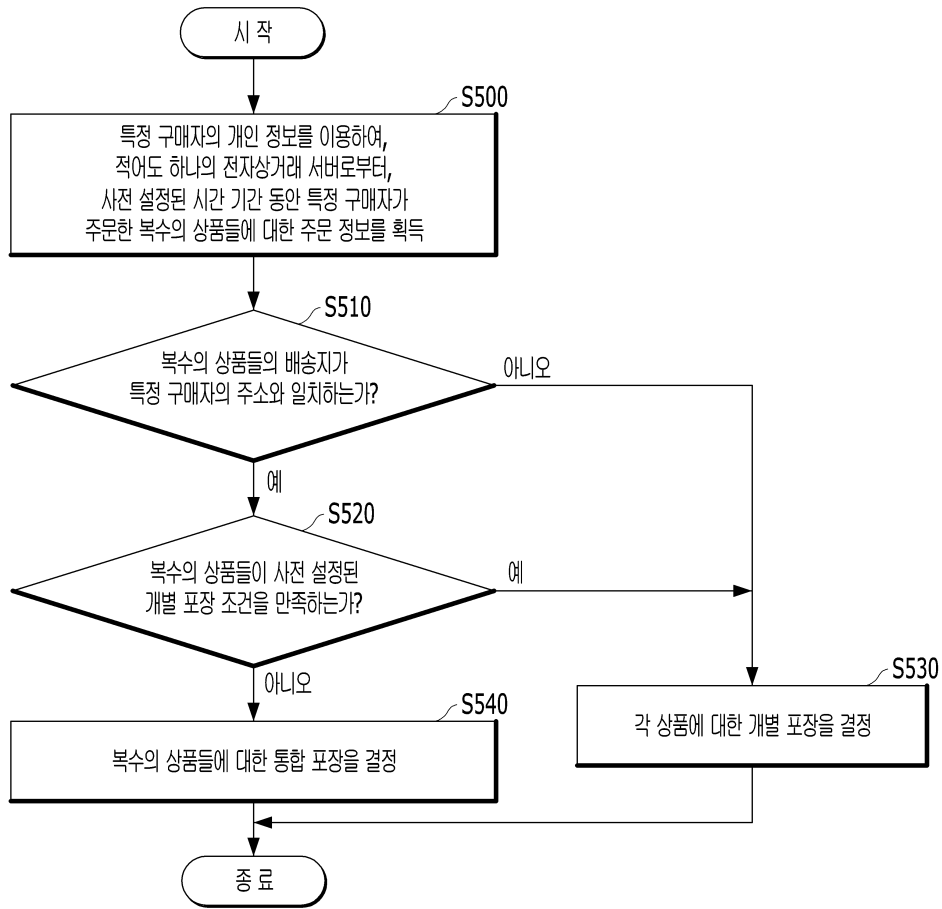 시 작
S500
특정 구매자의 개인 정보를 이용하여,
적어도 하나의 전자상거래 서버로부터,
사전 설정된 시간 기간 동안 특정 구매자가
주문한 복수의 상품들에 대한 주문 정보를 획득
S510
복수의 상품들의 배송지가
특정 구매자의 주소와 일치하는가?
아니오
예
S520
복수의 상품들이 사전 설정된
개별 포장 조건을 만족하는가?
예
아니오
S530
각 상품에 대한 개별 포장을 결정
S540
복수의 상품들에 대한 통합 포장을 결정
종 료